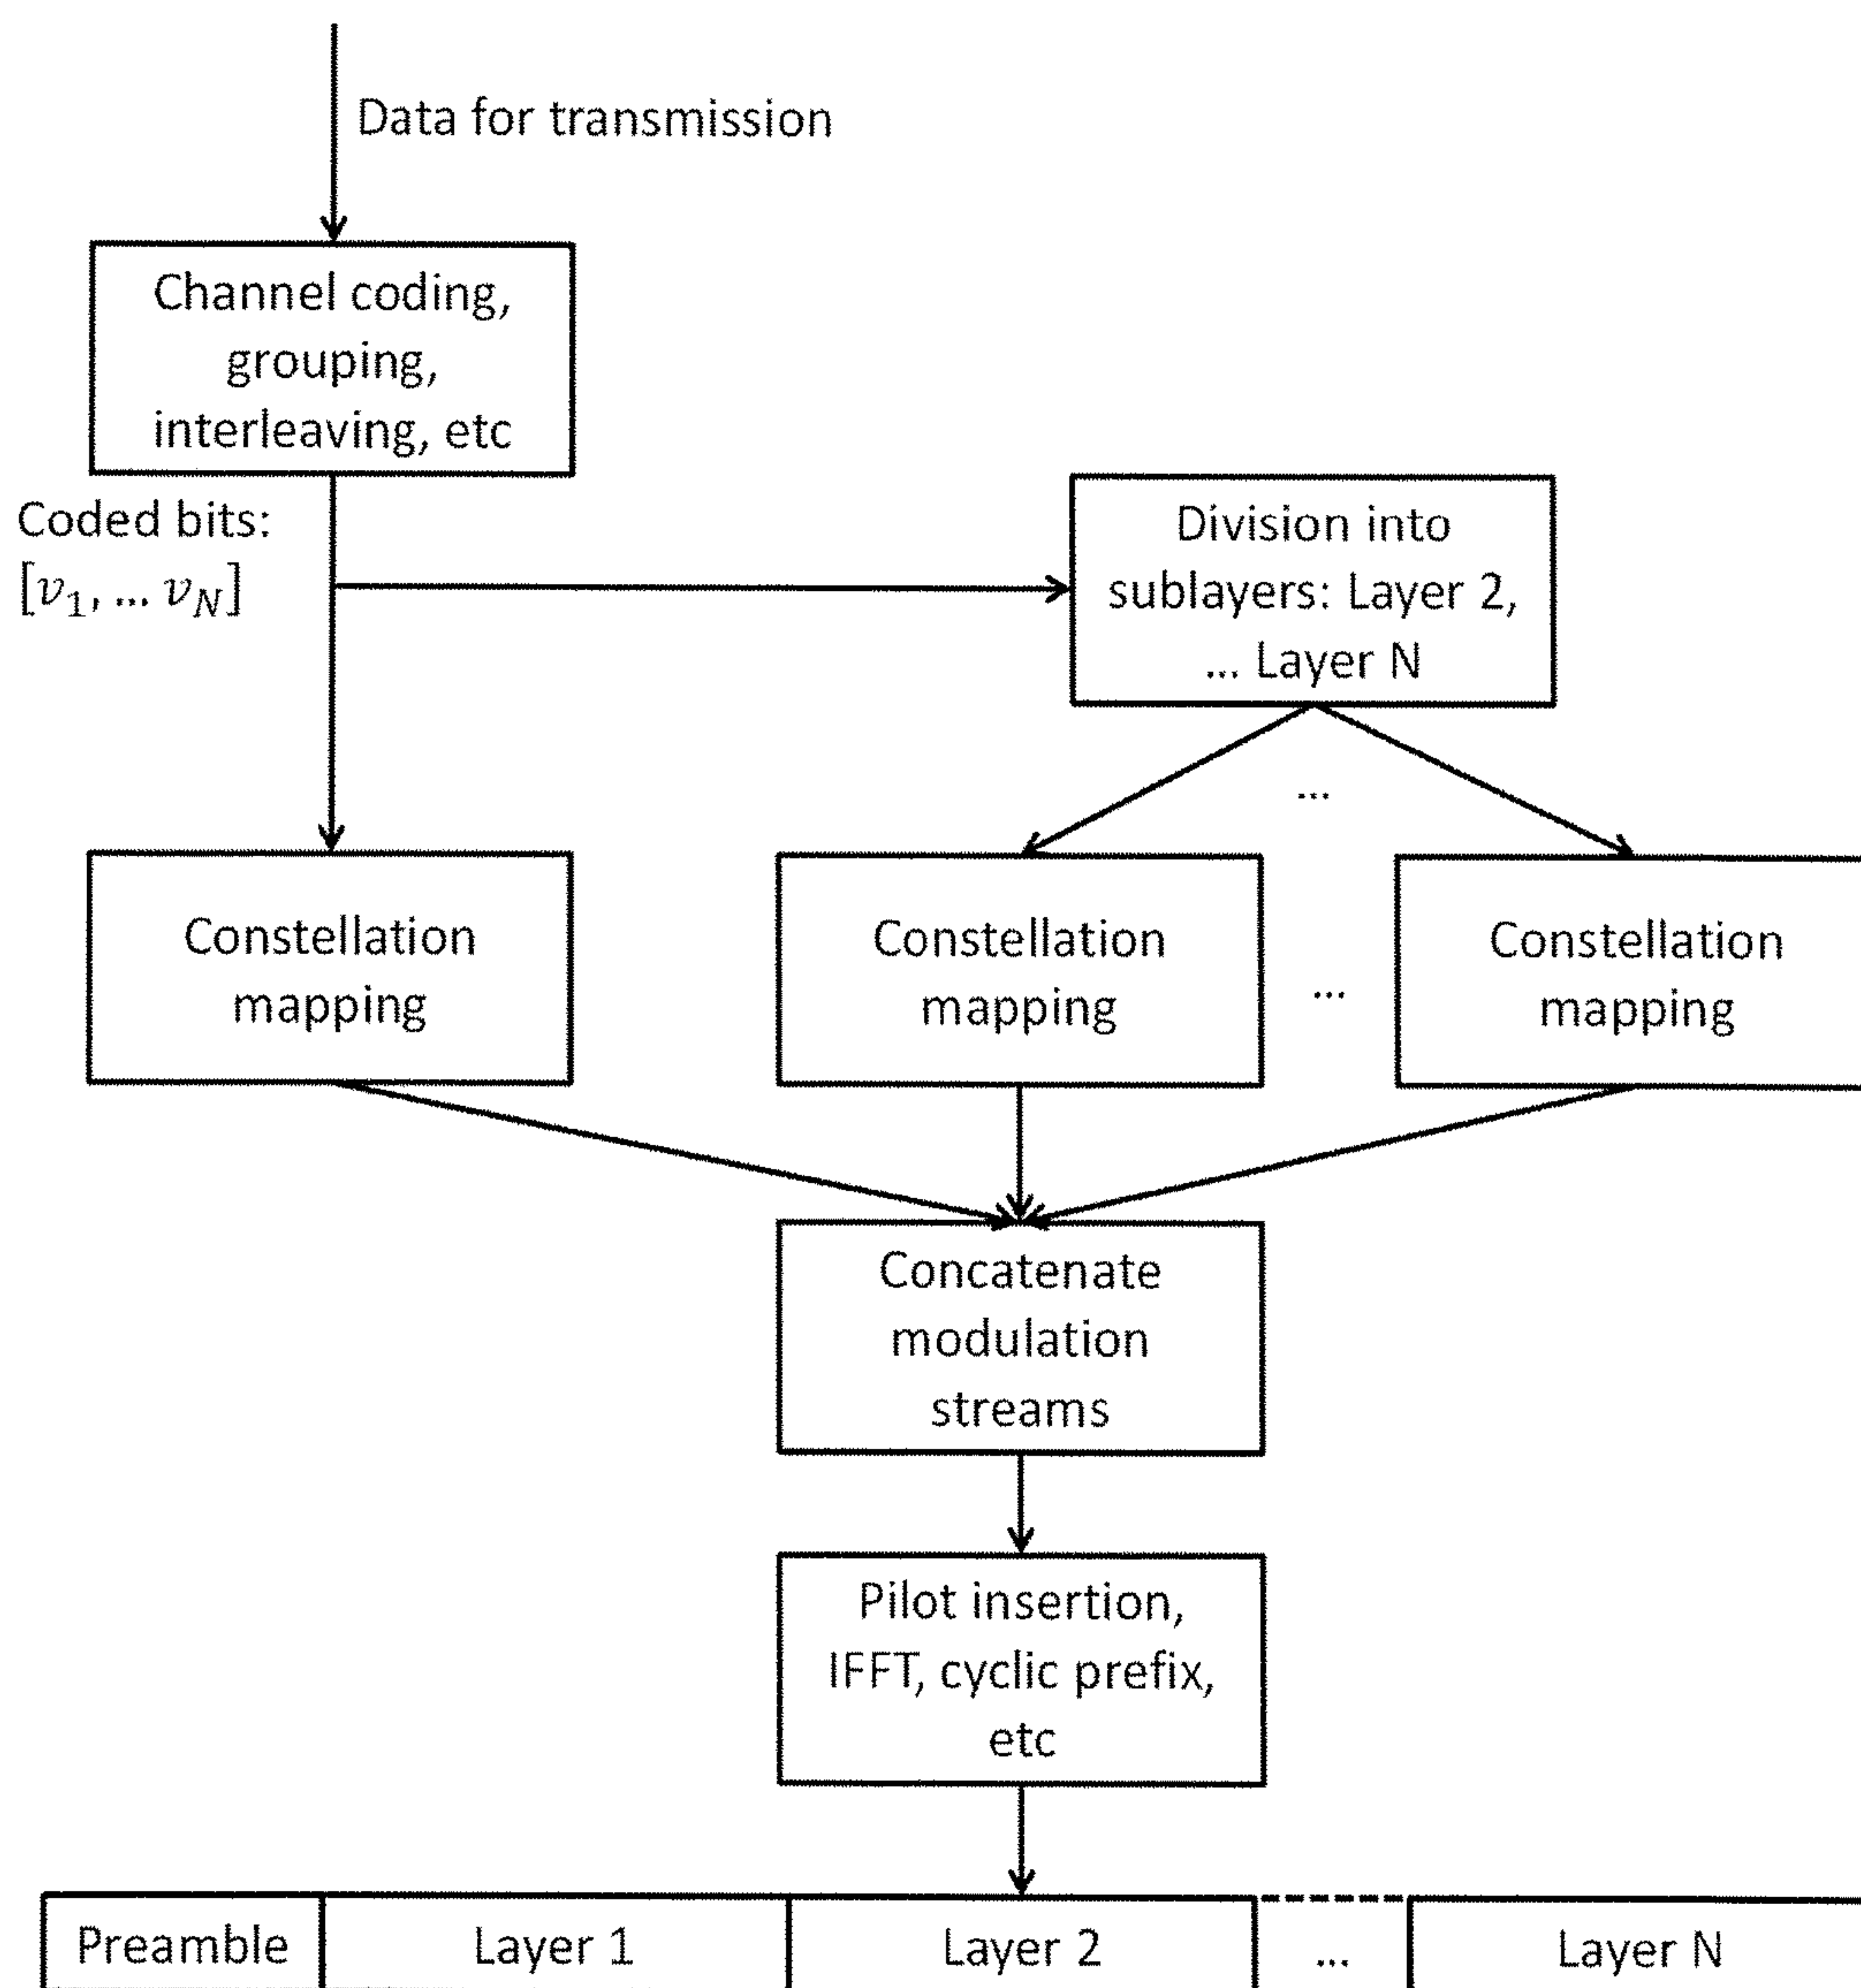 Data for transmission
Channel coding,
grouping,
interleaving, etc
Coded bits:
[v₁, ... v_N]
Division into
sublayers: Layer 2,
... Layer N
...
Constellation
mapping
Constellation
mapping
...
Constellation
mapping
Concatenate
modulation
streams
Pilot insertion,
IFFT, cyclic prefix,
etc
Preamble
Layer 1
Layer 2
...
Layer N